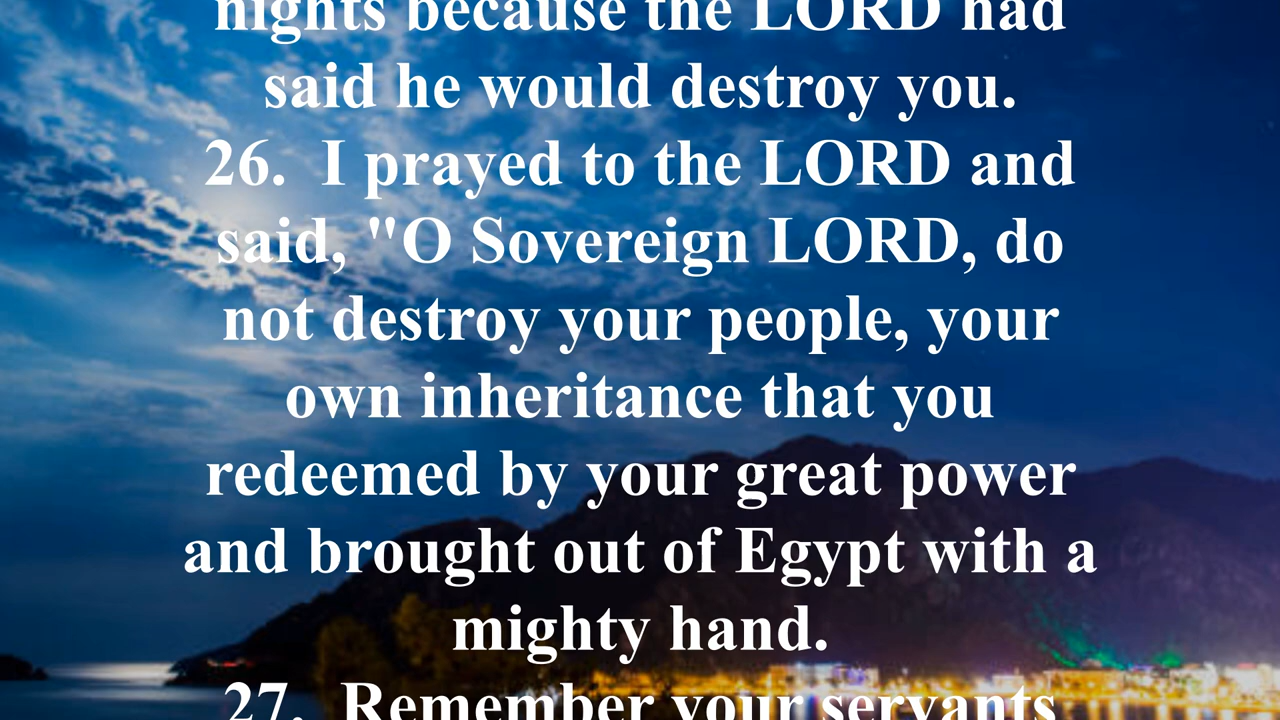 nights because the LORD had
said he would destroy you.
26. I prayed to the LORD and
said, "O Sovereign LORD, do
not destroy your people, your
own inheritance that you
redeemed by your great power
and brought out of Egypt with a
mighty hand.
27. Remember your servants